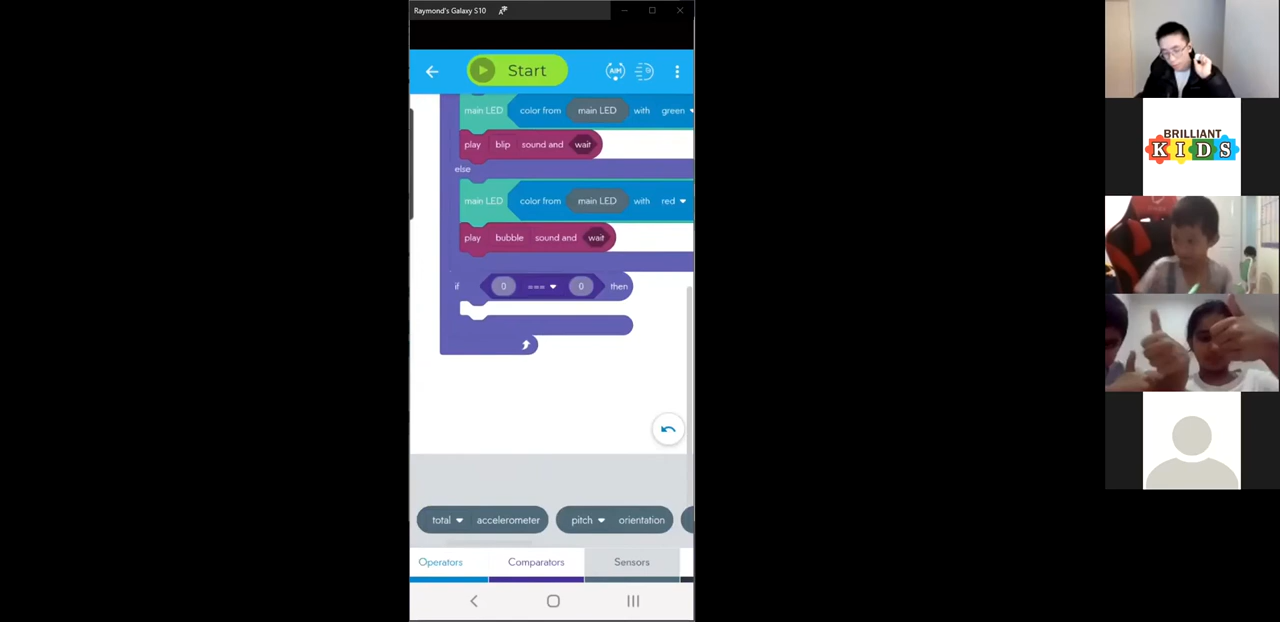 Raymond's Galaxy S10
Start
AIM
main LED color from main LED with green
play blip sound and wait
else
main LED color from main LED with red
play bubble sound and wait
if 0 === 0 then
total accelerometer pitch orientation
Operators Comparators Sensors
BRILLIANT
KIDS